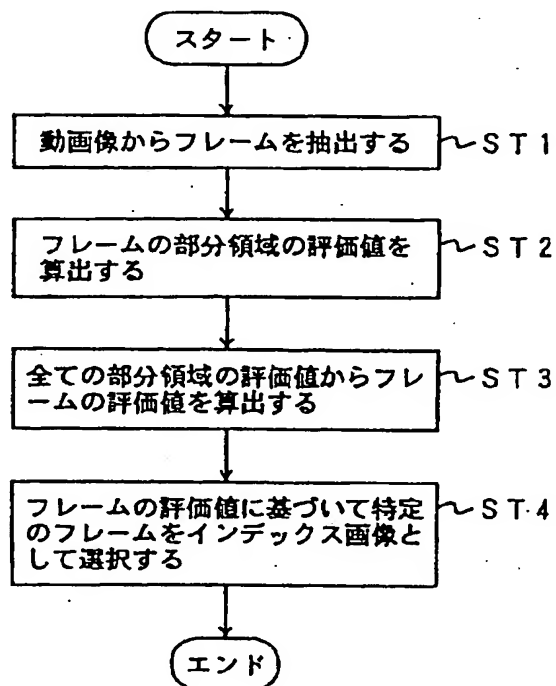 スタート
動画像からフレームを抽出する ST1
フレームの部分領域の評価値を ST2
算出する
全ての部分領域の評価値からフレ ST3
ームの評価値を算出する
フレームの評価値に基づいて特定 ST4
のフレームをインデックス画像と
して選択する
エンド